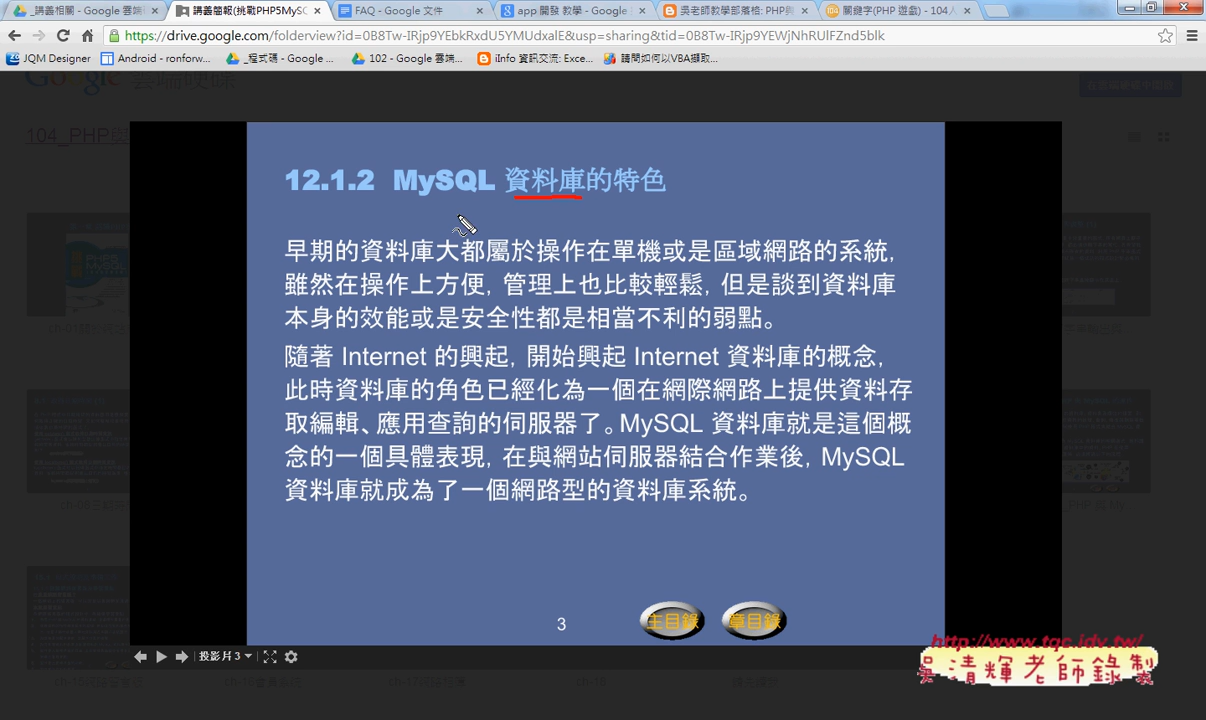 _講義相關 - Google 雲端
講義簡報(挑戰PHP5MyS
FAQ - Google 文件
app 開發 教學 - Google
吳老師教學部落格: PHP與
關鍵字(PHP 遊戲) - 104
https://drive.google.com/folderview?id=0B8Tw-IRjp9YEbkRxdU5YMUdxalE&usp=sharing&tid=0B8Tw-IRjp9YEWjNhRUlFZnd5blk
JQM Designer
Android - ronforw...
_程式碼 - Google ...
102 - Google 雲端...
iInfo 資訊交流: Exce...
請問如何以VBA擷取...
12.1.2 MySQL 資料庫的特色
早期的資料庫大都屬於操作在單機或是區域網路的系統,
雖然在操作上方便, 管理上也比較輕鬆, 但是談到資料庫
本身的效能或是安全性都是相當不利的弱點。
隨著 Internet 的興起, 開始興起 Internet 資料庫的概念,
此時資料庫的角色已經化為一個在網際網路上提供資料存
取編輯、應用查詢的伺服器了。MySQL 資料庫就是這個概
念的一個具體表現, 在與網站伺服器結合作業後, MySQL
資料庫就成為了一個網路型的資料庫系統。
3
主目錄
章目錄
投影片 3
http://www.tqc.idv.tw/
吳清輝老師錄製